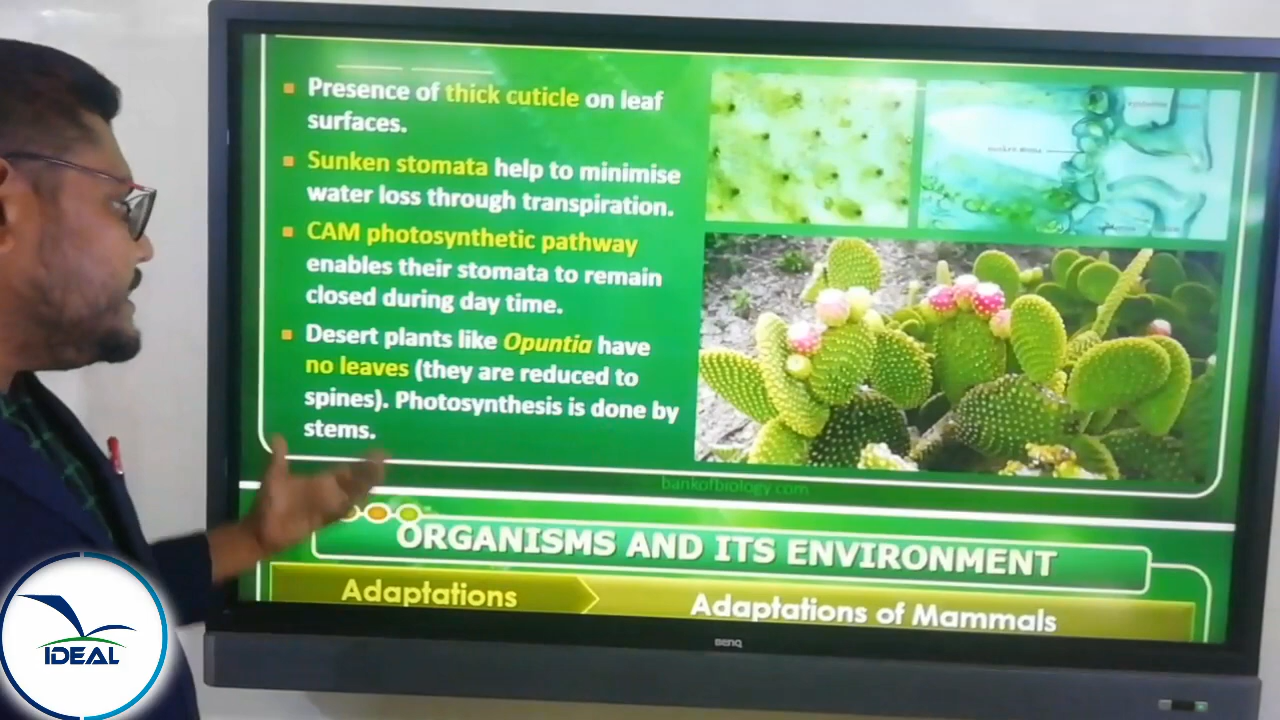 Presence of thick cuticle on leaf
surfaces.
Sunken stomata help to minimise
water loss through transpiration.
CAM photosynthetic pathway
enables their stomata to remain
closed during day time.
Desert plants like Opuntia have
no leaves (they are reduced to
spines). Photosynthesis is done by
stems.
sunken stoma
bankofbiology.com
ORGANISMS AND ITS ENVIRONMENT
Adaptations
Adaptations of Mammals
BenQ
IDEAL